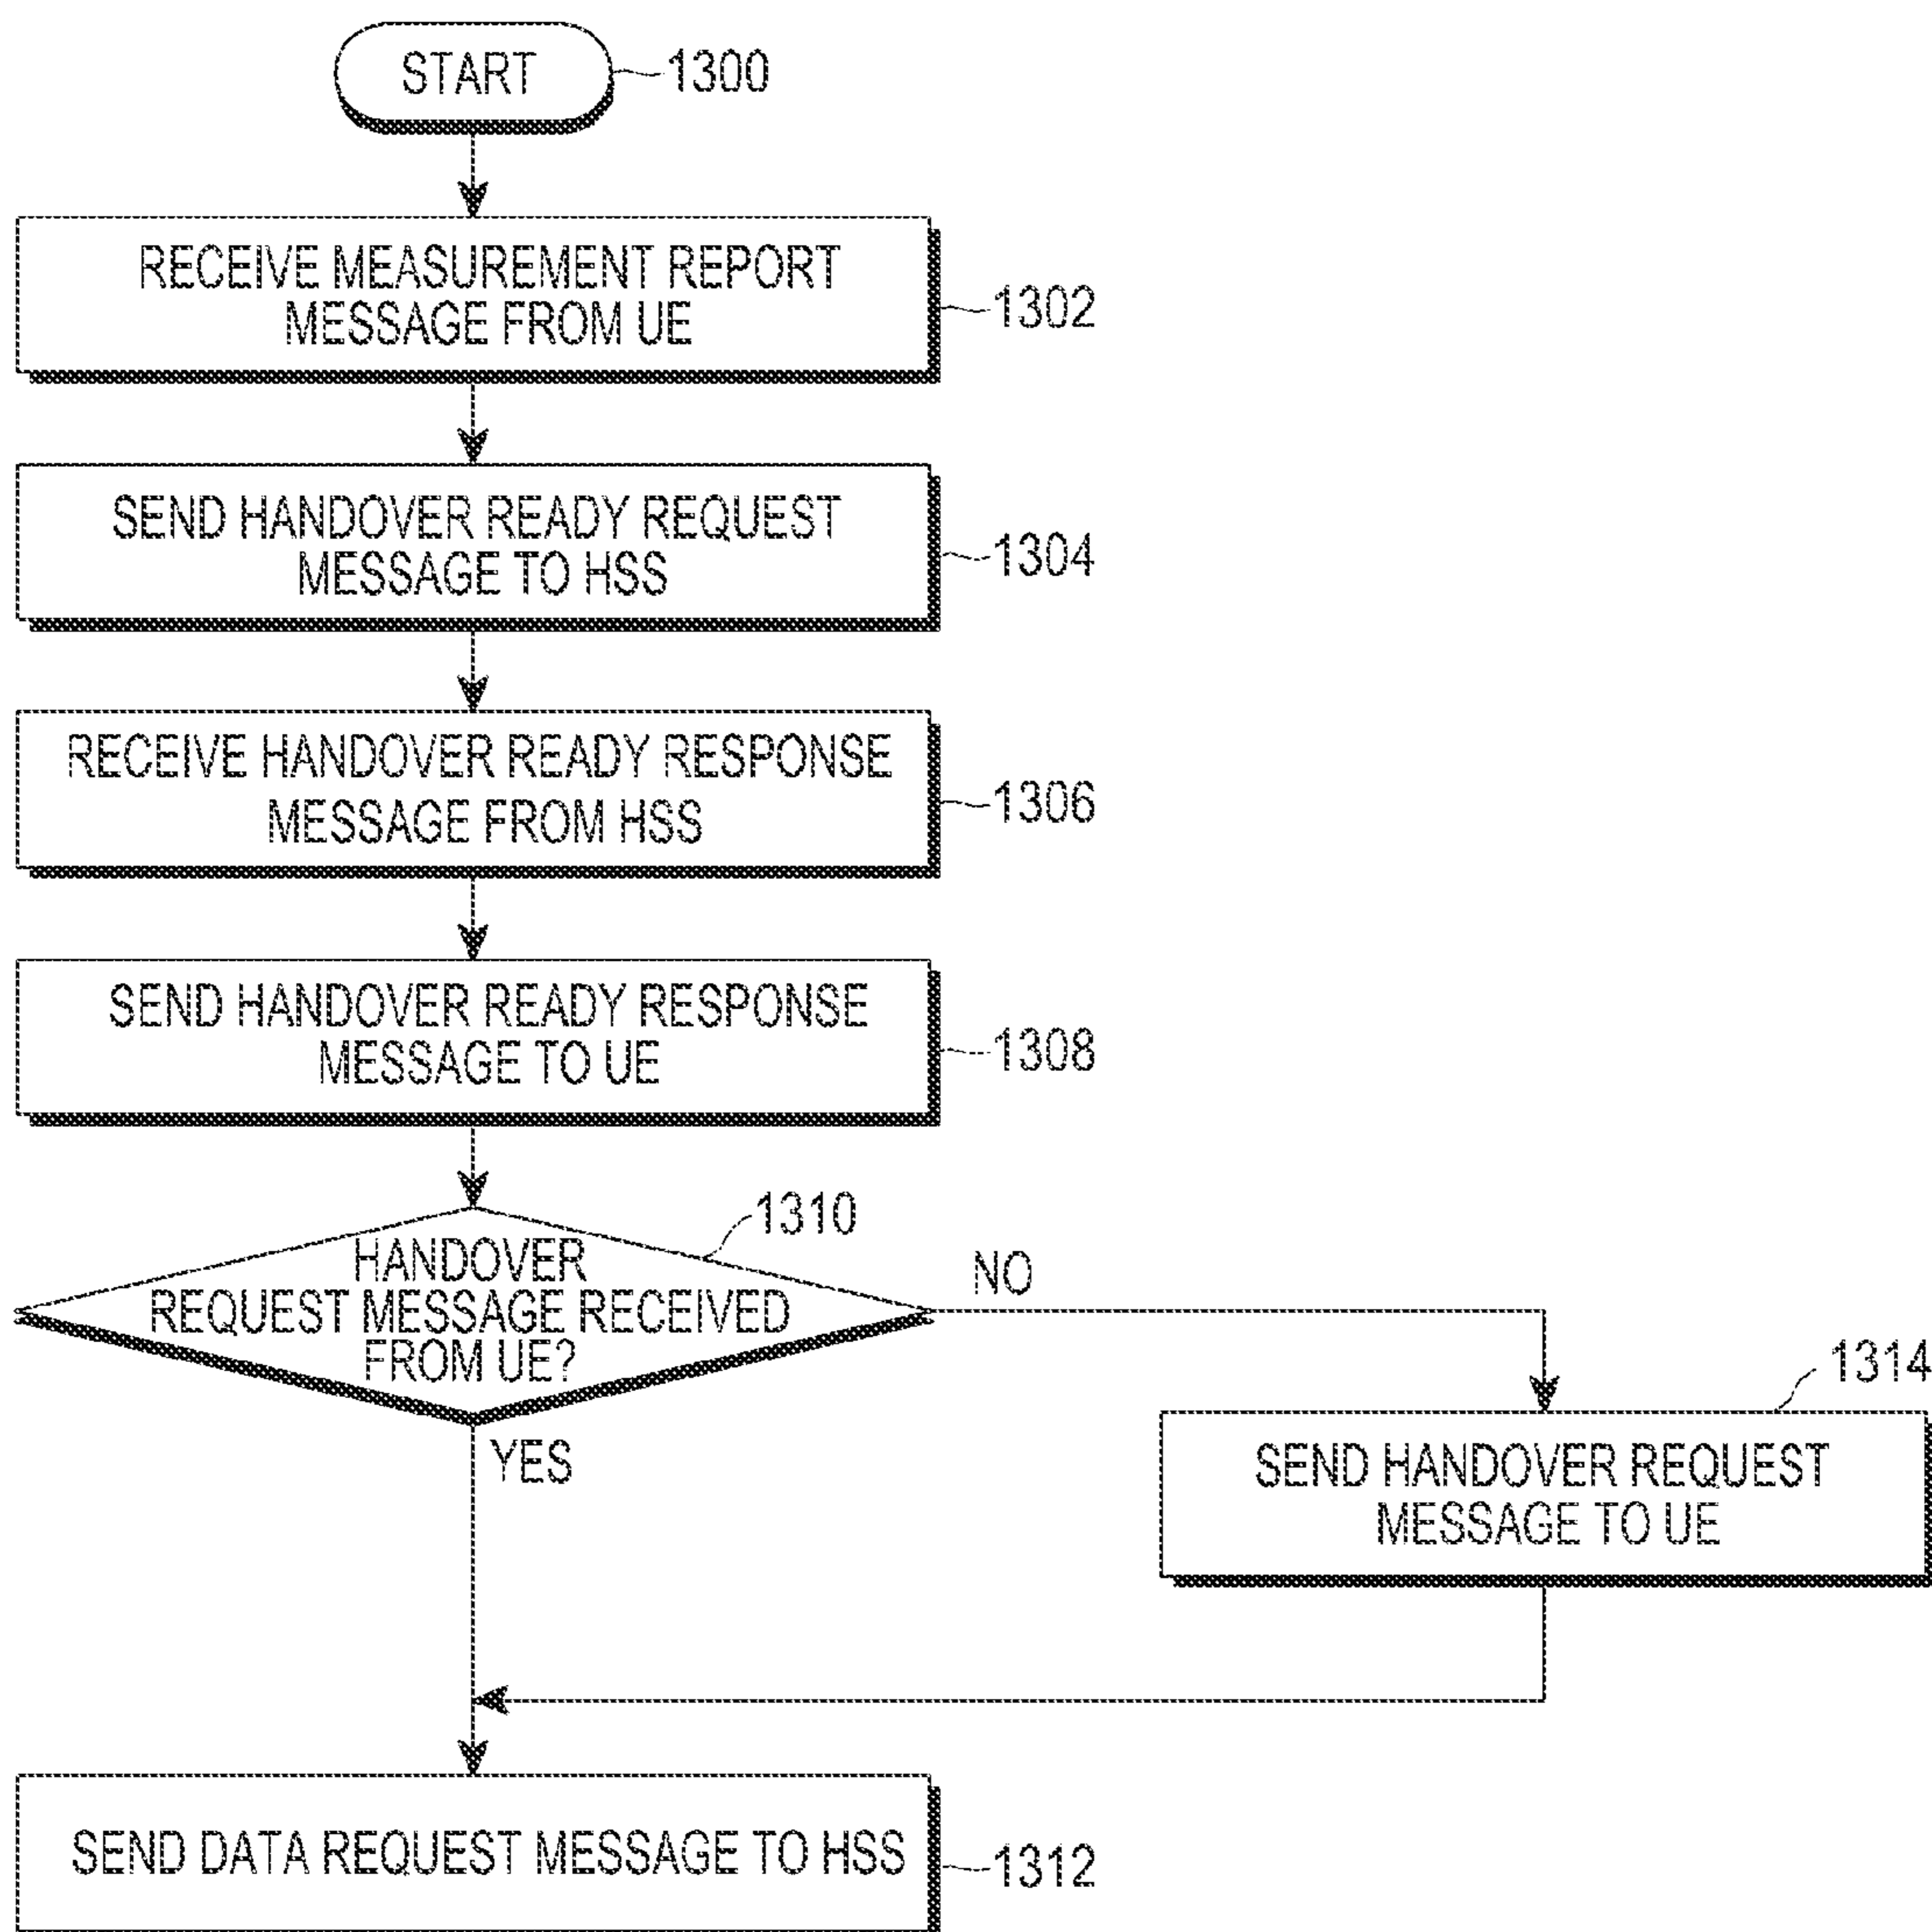 START
1300
RECEIVE MEASUREMENT REPORT
MESSAGE FROM UE
1302
SEND HANDOVER READY REQUEST
MESSAGE TO HSS
1304
RECEIVE HANDOVER READY RESPONSE
MESSAGE FROM HSS
1306
SEND HANDOVER READY RESPONSE
MESSAGE TO UE
1308
1310
HANDOVER
REQUEST MESSAGE RECEIVED
FROM UE?
NO
YES
1314
SEND HANDOVER REQUEST
MESSAGE TO UE
SEND DATA REQUEST MESSAGE TO HSS
1312